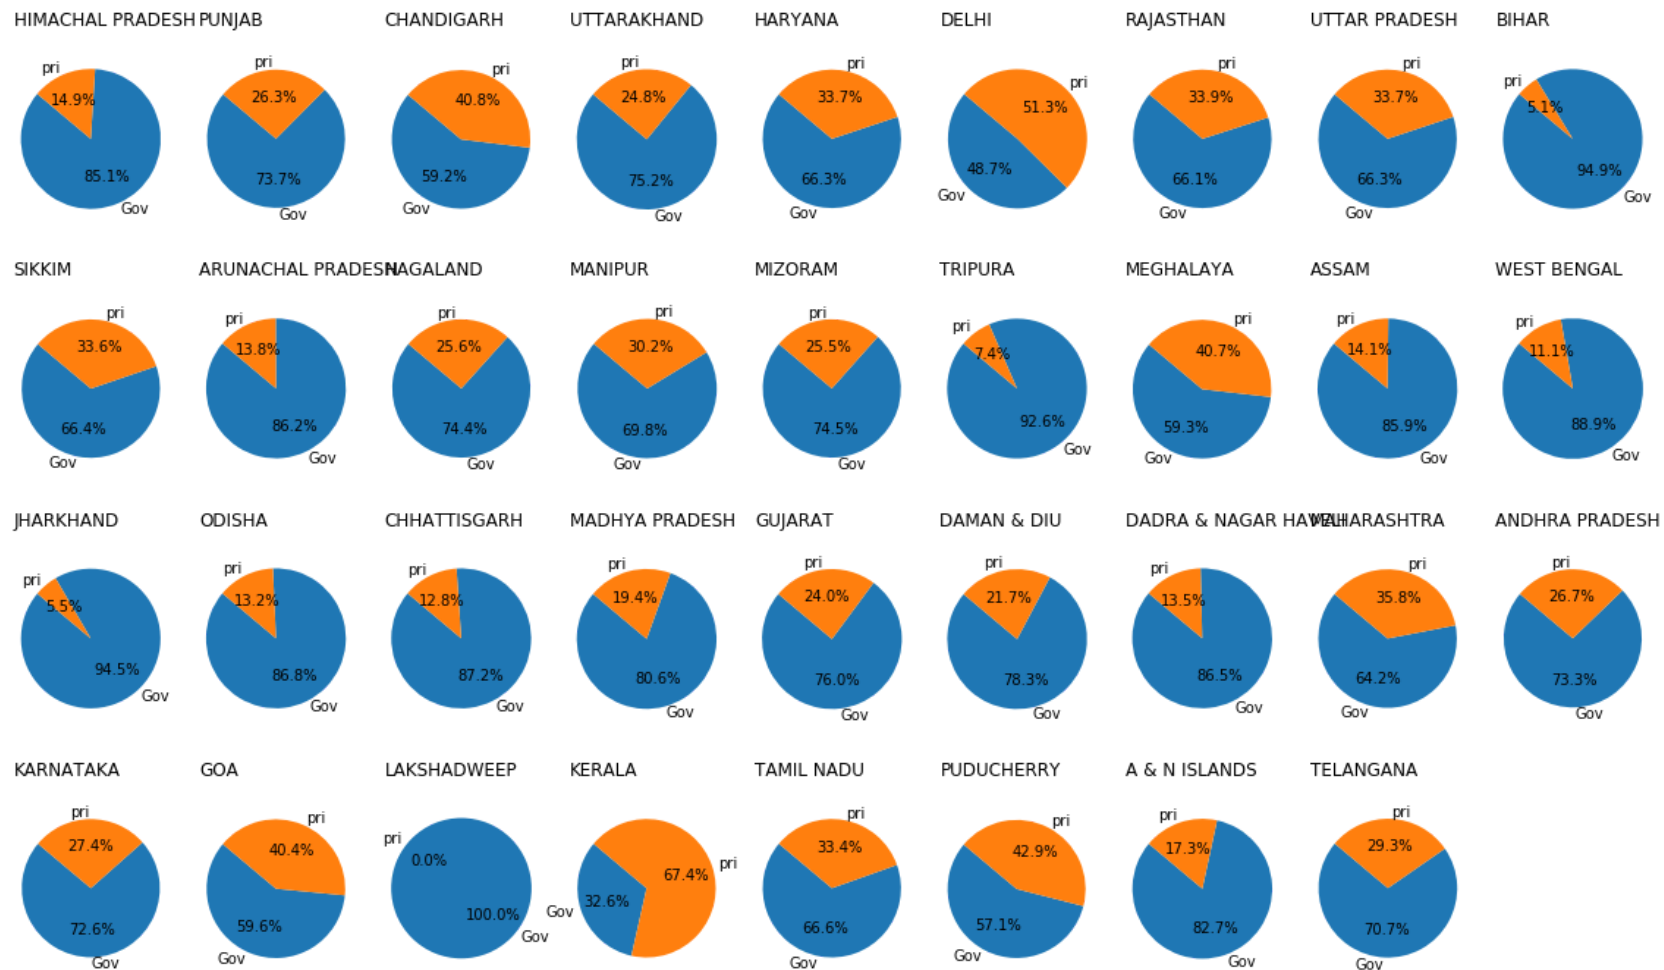 HIMACHAL PRADESH PUNJAB CHANDIGARH UTTARAKHAND HARYANA DELHI RAJASTHAN UTTAR PRADESH BIHAR
pri 14.9% 85.1% Gov
pri 26.3% 73.7% Gov
pri 40.8% 59.2% Gov
pri 24.8% 75.2% Gov
pri 33.7% 66.3% Gov
pri 51.3% 48.7% Gov
pri 33.9% 66.1% Gov
pri 33.7% 66.3% Gov
pri 5.1% 94.9% Gov
SIKKIM ARUNACHAL PRADESH NAGALAND MANIPUR MIZORAM TRIPURA MEGHALAYA ASSAM WEST BENGAL
pri 33.6% 66.4% Gov
pri 13.8% 86.2% Gov
pri 25.6% 74.4% Gov
pri 30.2% 69.8% Gov
pri 25.5% 74.5% Gov
pri 7.4% 92.6% Gov
pri 40.7% 59.3% Gov
pri 14.1% 85.9% Gov
pri 11.1% 88.9% Gov
JHARKHAND ODISHA CHHATTISGARH MADHYA PRADESH GUJARAT DAMAN & DIU DADRA & NAGAR HAVELI MAHARASHTRA ANDHRA PRADESH
pri 5.5% 94.5% Gov
pri 13.2% 86.8% Gov
pri 12.8% 87.2% Gov
pri 19.4% 80.6% Gov
pri 24.0% 76.0% Gov
pri 21.7% 78.3% Gov
pri 13.5% 86.5% Gov
pri 35.8% 64.2% Gov
pri 26.7% 73.3% Gov
KARNATAKA GOA LAKSHADWEEP KERALA TAMIL NADU PUDUCHERRY A & N ISLANDS TELANGANA
pri 27.4% 72.6% Gov
pri 40.4% 59.6% Gov
pri 0.0% 100.0% Gov
pri 67.4% 32.6% Gov
pri 33.4% 66.6% Gov
pri 42.9% 57.1% Gov
pri 17.3% 82.7% Gov
pri 29.3% 70.7% Gov